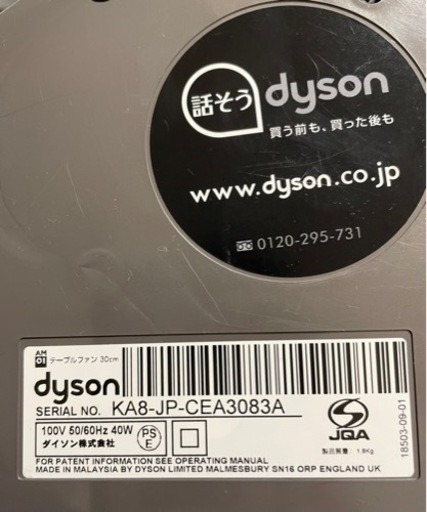 話そう
dyson
買う前も、買った後も
www.dyson.co.jp
0120-295-731
AM 01 テーブルファン 30cm
dyson
SERIAL NO. KA8-JP-CEA3083A
100V 50/60Hz 40W
ダイソン株式会社
PS E
JQA
製品質量: 1.8Kg
FOR PATENT INFORMATION SEE OPERATING MANUAL
MADE IN MALAYSIA BY DYSON LIMITED MALMESBURY SN16 ORP ENGLAND UK
18503-09-01